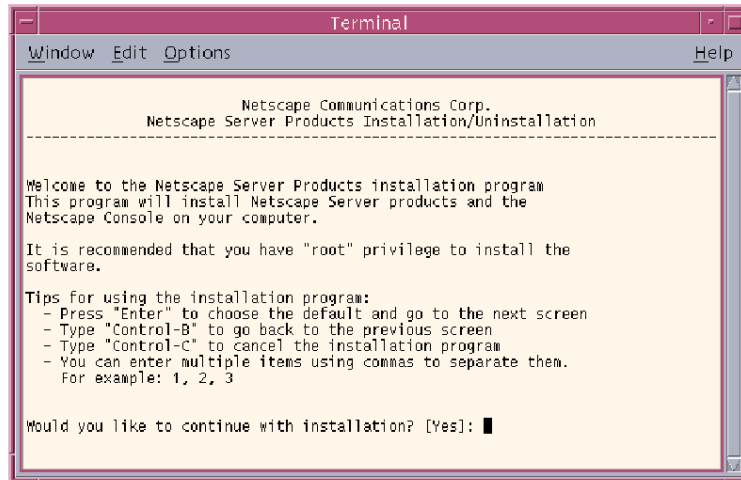 Terminal
Window Edit Options Help
Netscape Communications Corp.
Netscape Server Products Installation/Uninstallation
--------------------------------------------------------------------------------
Welcome to the Netscape Server Products installation program
This program will install Netscape Server products and the
Netscape Console on your computer.
It is recommended that you have "root" privilege to install the
software.
Tips for using the installation program:
- Press "Enter" to choose the default and go to the next screen
- Type "Control-B" to go back to the previous screen
- Type "Control-C" to cancel the installation program
- You can enter multiple items using commas to separate them.
For example: 1, 2, 3
Would you like to continue with installation? [Yes]: